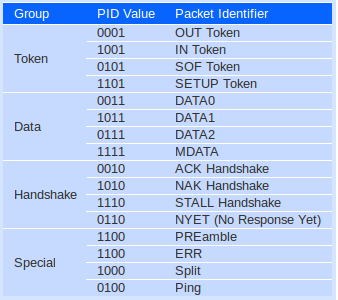 Group PID Value Packet Identifier
Token
0001 OUT Token
1001 IN Token
0101 SOF Token
1101 SETUP Token
Data
0011 DATA0
1011 DATA1
0111 DATA2
1111 MDATA
Handshake
0010 ACK Handshake
1010 NAK Handshake
1110 STALL Handshake
0110 NYET (No Response Yet)
Special
1100 PREamble
1100 ERR
1000 Split
0100 Ping